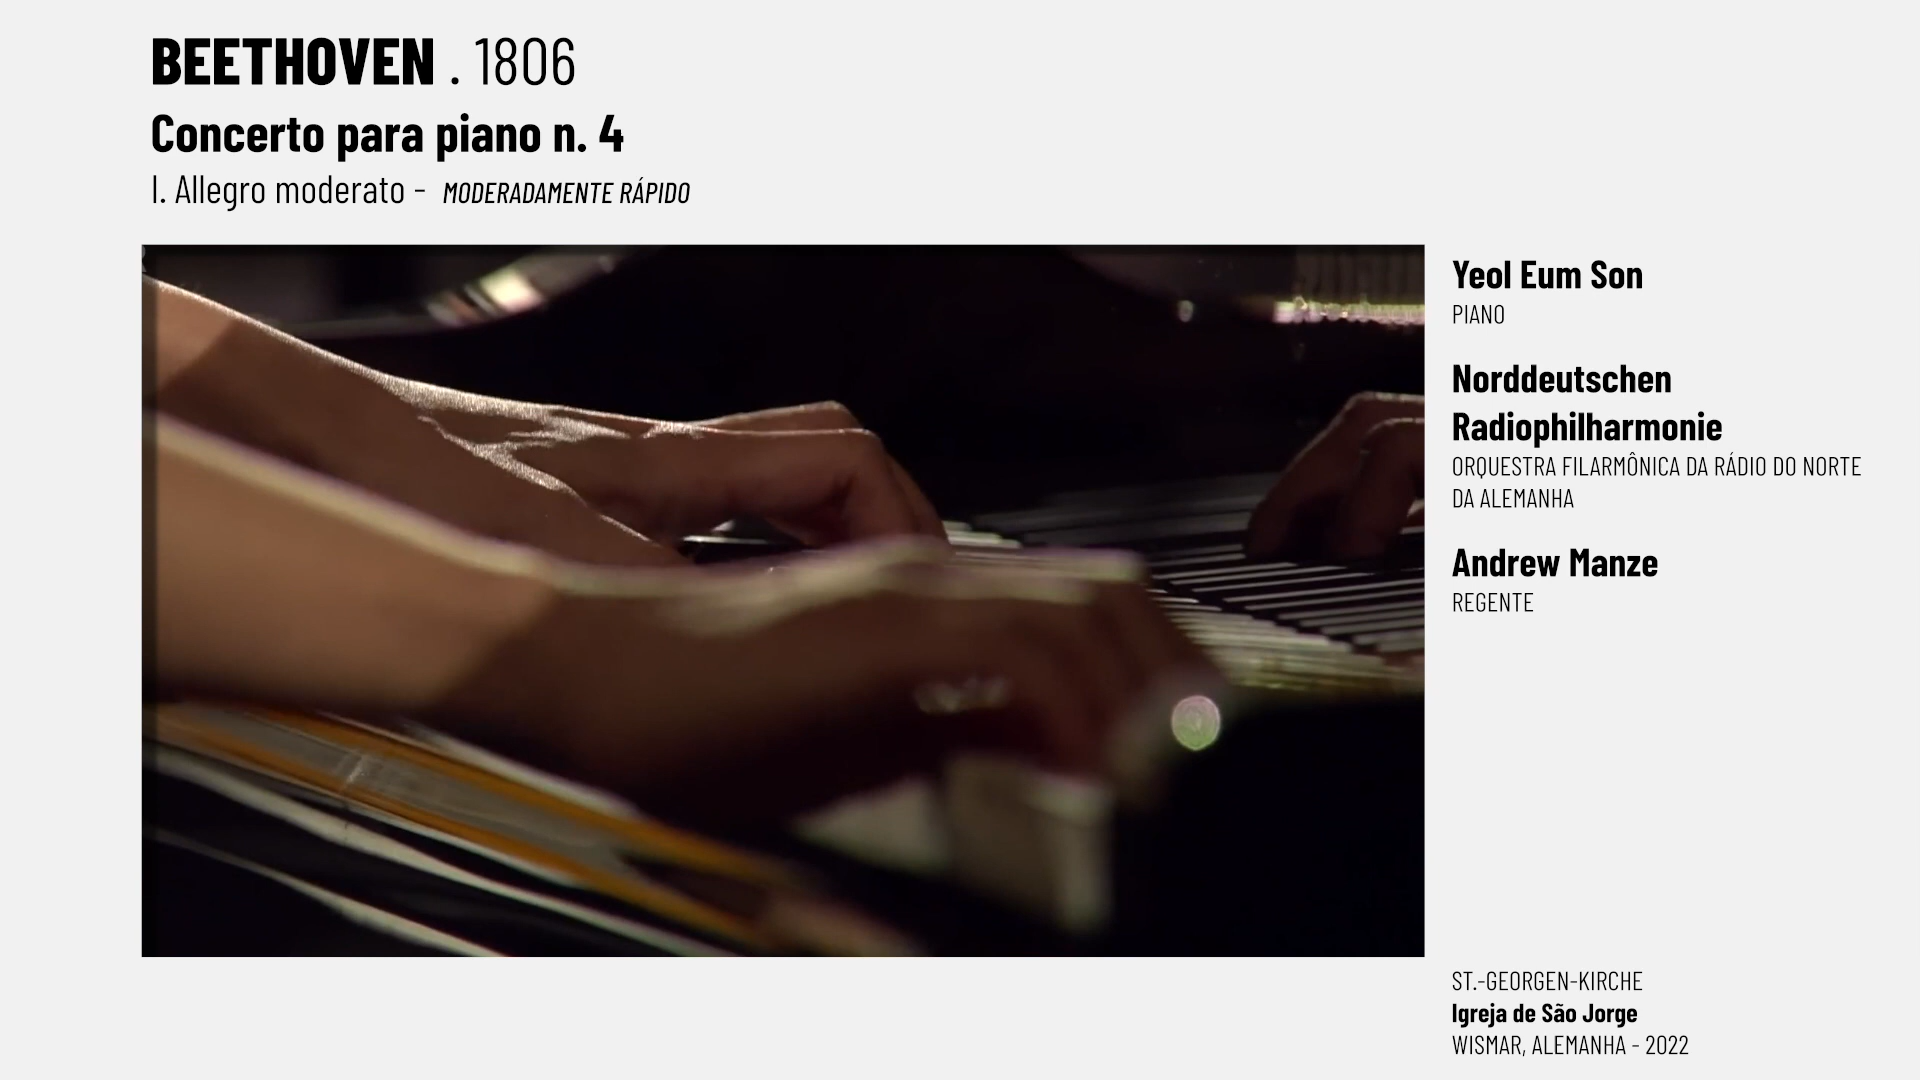 BEETHOVEN . 1806
Concerto para piano n. 4
I. Allegro moderato - MODERADAMENTE RÁPIDO
Yeol Eum Son
PIANO
Norddeutschen
Radiophilharmonie
ORQUESTRA FILARMÔNICA DA RÁDIO DO NORTE
DA ALEMANHA
Andrew Manze
REGENTE
ST.-GEORGEN-KIRCHE
Igreja de São Jorge
WISMAR, ALEMANHA - 2022